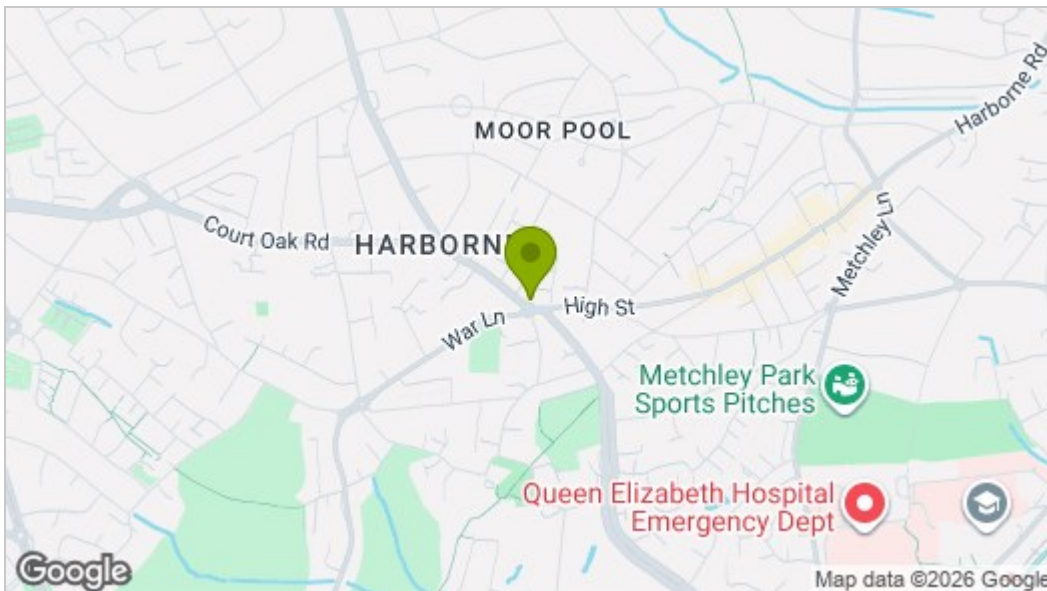 Harborne Rd
MOOR POOL
Metchley Ln
Court Oak Rd
HARBORN
High St
War Ln
Metchley Park
Sports Pitches
Queen Elizabeth Hospital
Emergency Dept
Google
Map data ©2026 Google